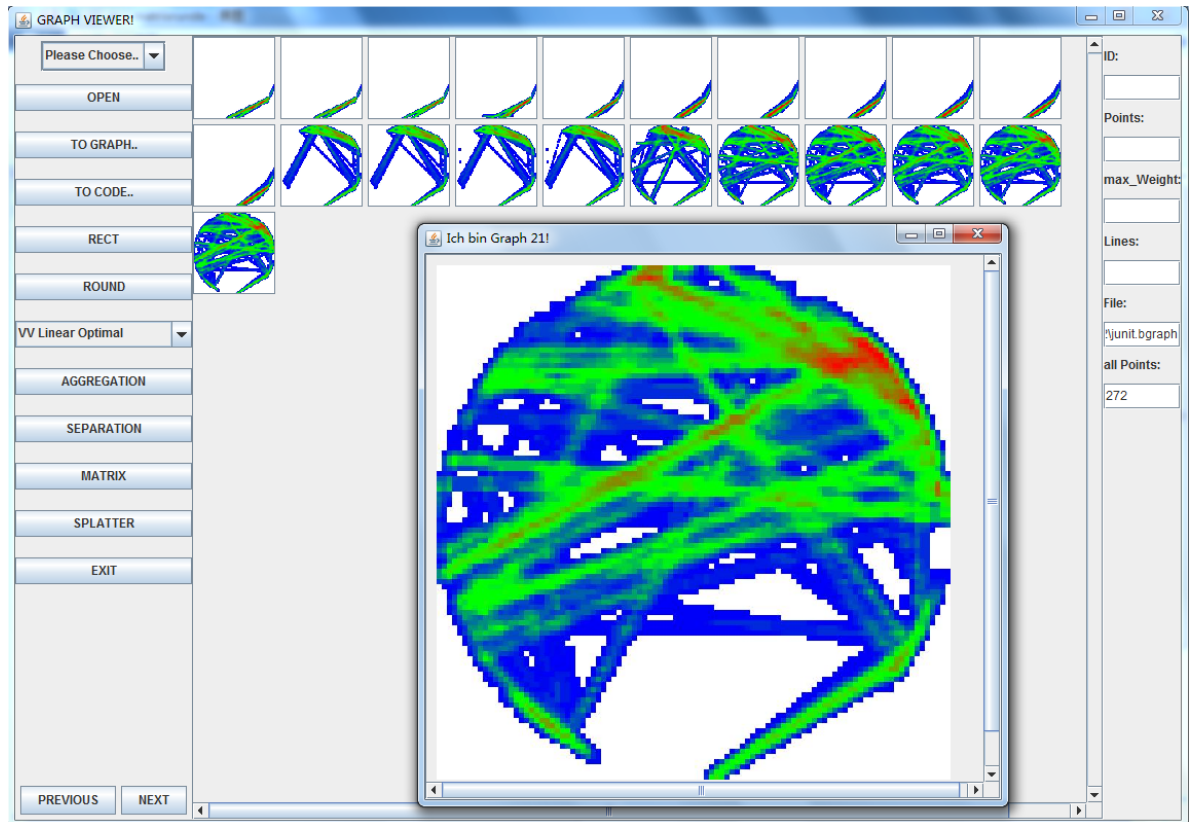 GRAPH VIEWER!
Please Choose..
OPEN
TO GRAPH..
TO CODE..
RECT
ROUND
VV Linear Optimal
AGGREGATION
SEPARATION
MATRIX
SPLATTER
EXIT
PREVIOUS
NEXT
Ich bin Graph 21!
ID:
Points:
max_Weight:
Lines:
File:
!\junit.bgraph
all Points:
272